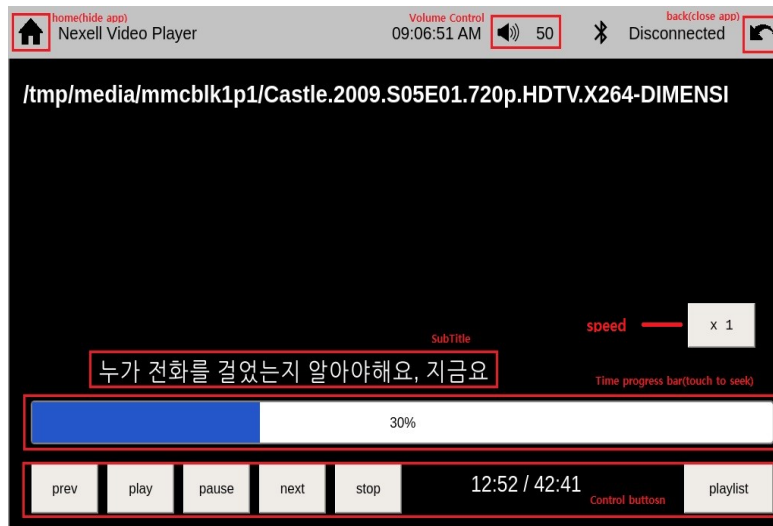 home(hide app)
Volume Control
back(close app)
Nexell Video Player
09:06:51 AM
50
Disconnected
/tmp/media/mmcblk1p1/Castle.2009.S05E01.720p.HDTV.X264-DIMENSI
speed
x 1
SubTitle
누가 전화를 걸었는지 알아야해요, 지금요
Time progress bar(touch to seek)
30%
prev
play
pause
next
stop
12:52 / 42:41
Control buttosn
playlist